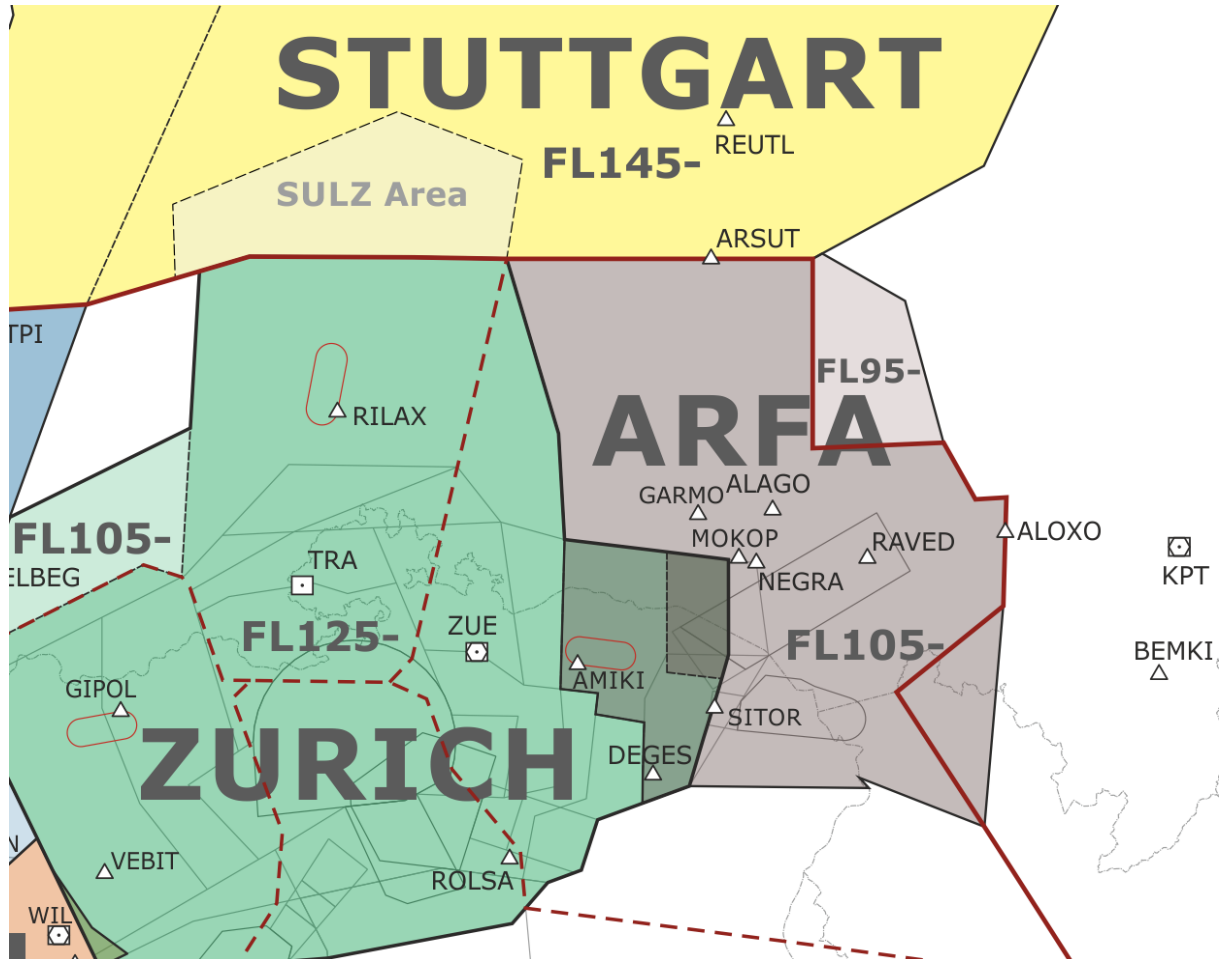 STUTTGART
REUTL
FL145-
SULZ Area
ARSUT
TPI
FL95-
RILAX
ARFA
GARMO
ALAGO
FL105-
MOKOP
RAVED
ALOXO
TRA
NEGRA
KPT
ELBEG
FL125-
ZUE
FL105-
BEMKI
AMIKI
GIPOL
SITOR
ZURICH
DEGES
N
VEBIT
ROLSA
WIL